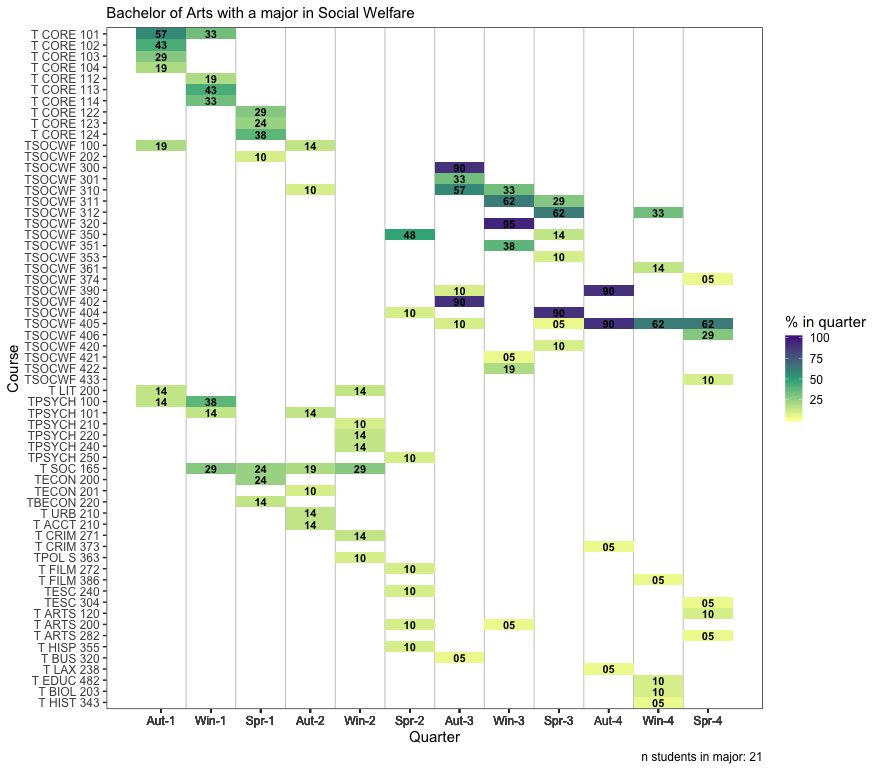 Bachelor of Arts with a major in Social Welfare
T CORE 101 57 33
T CORE 102 43
T CORE 103 29
T CORE 104 19
T CORE 112 19
T CORE 113 43
T CORE 114 33
T CORE 122 29
T CORE 123 24
T CORE 124 38
TSOCWF 100 19 14
TSOCWF 202 10
TSOCWF 300 90
TSOCWF 301 33
TSOCWF 310 10 57 33
TSOCWF 311 62 29
TSOCWF 312 62 33
TSOCWF 320 95
TSOCWF 350 48 14
TSOCWF 351 38
TSOCWF 353 10
TSOCWF 361 14
TSOCWF 374 05
TSOCWF 390 10 90
TSOCWF 402 90
TSOCWF 404 10 90
TSOCWF 405 10 05 90 62 62
TSOCWF 406 29
TSOCWF 420 10
TSOCWF 421 05
TSOCWF 422 19
TSOCWF 433 10
T LIT 200 14 14
TPSYCH 100 14 38
TPSYCH 101 14 14
TPSYCH 210 10
TPSYCH 220 14
TPSYCH 240 14
TPSYCH 250 10
T SOC 165 29 24 19 29
TECON 200 24
TECON 201 10
TBECON 220 14
T URB 210 14
T ACCT 210 14
T CRIM 271 14
T CRIM 373 05
TPOL S 363 10
T FILM 272 10
T FILM 386 05
TESC 240 10
TESC 304 05
T ARTS 120 10
T ARTS 200 10 05
T ARTS 282 05
T HISP 355 10
T BUS 320 05
T LAX 238 05
T EDUC 482 10
T BIOL 203 10
T HIST 343 05
Aut-1 Win-1 Spr-1 Aut-2 Win-2 Spr-2 Aut-3 Win-3 Spr-3 Aut-4 Win-4 Spr-4
Quarter
Course
% in quarter
100
75
50
25
n students in major: 21